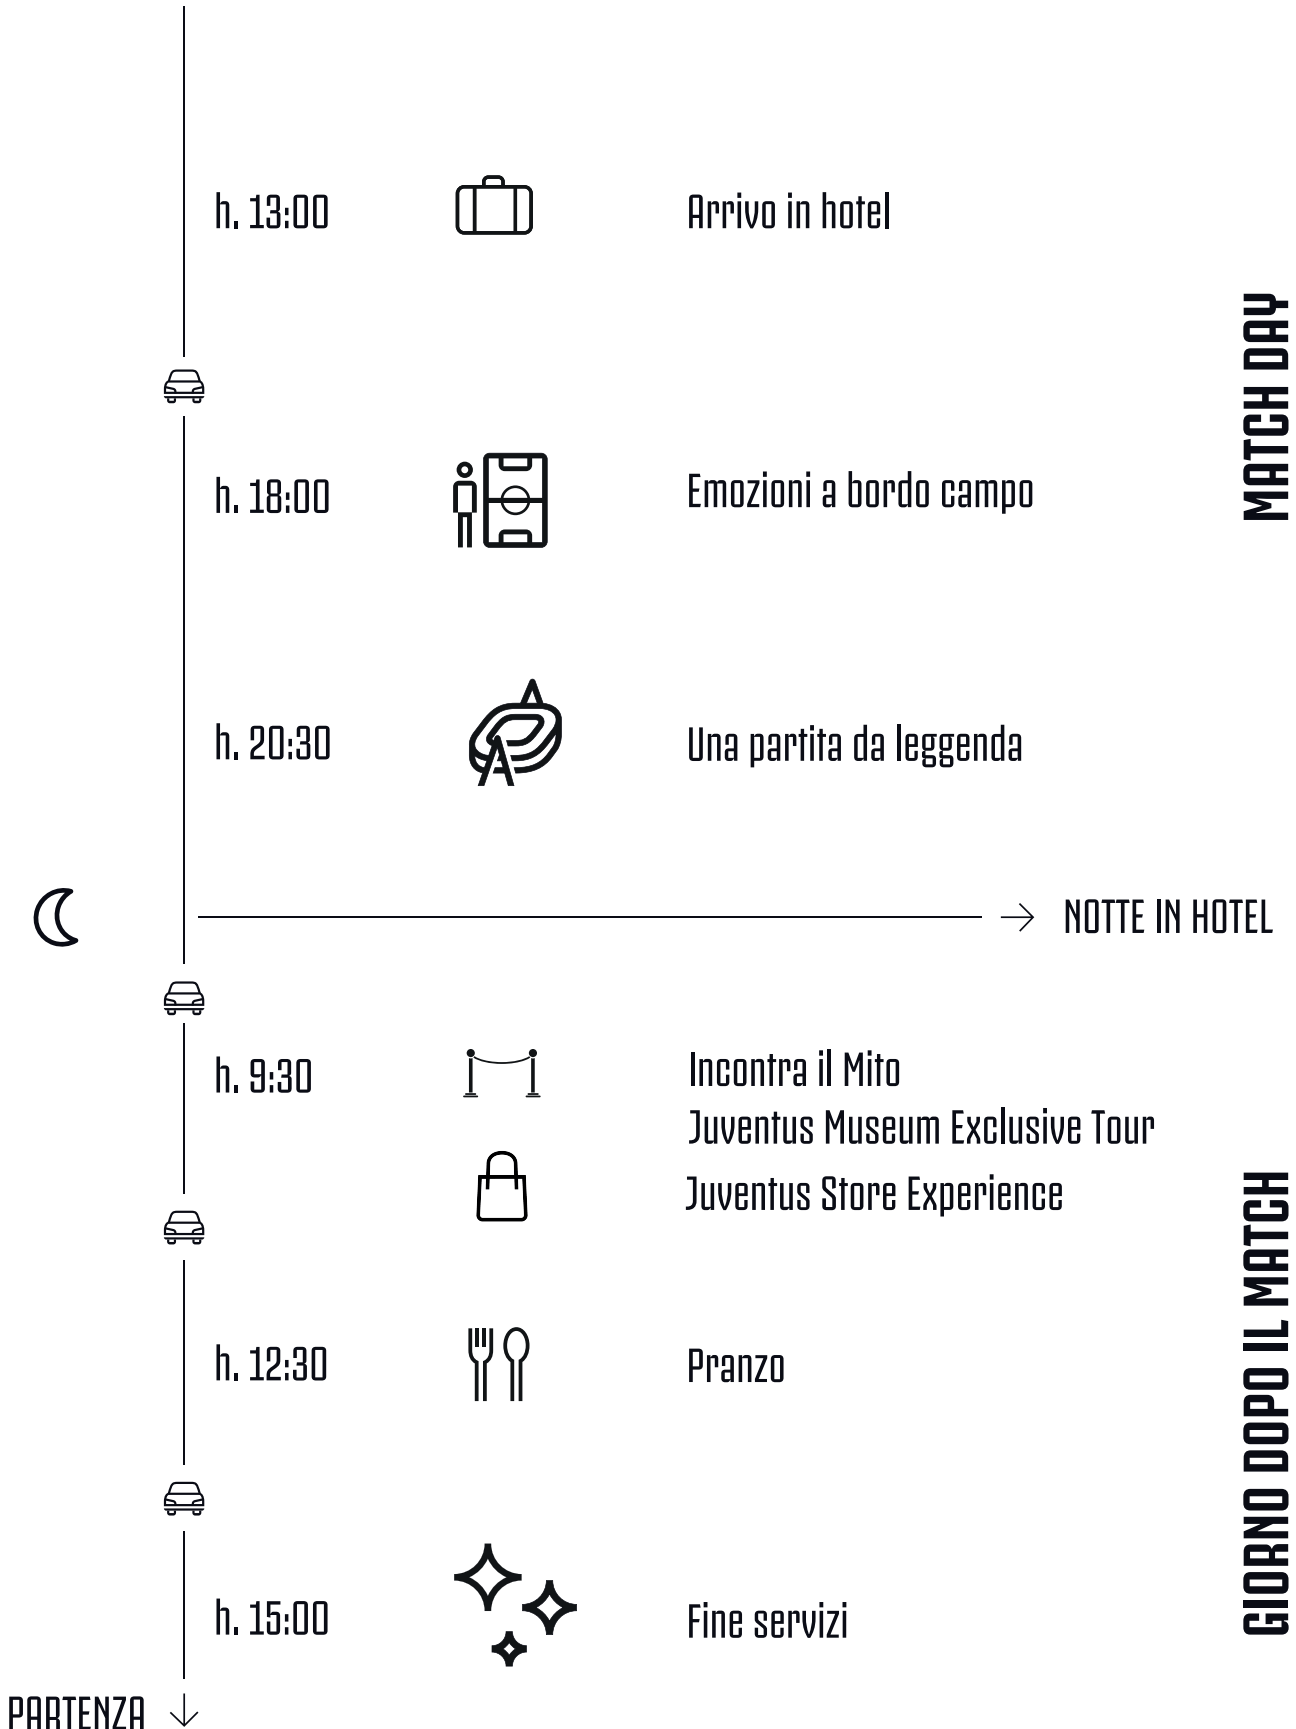 h. 13:00
Arrivo in hotel
MATCH DAY
h. 18:00
Emozioni a bordo campo
h. 20:30
Una partita da leggenda
NOTTE IN HOTEL
h. 9:30
Incontra il Mito
Juventus Museum Exclusive Tour
Juventus Store Experience
GIORNO DOPO IL MATCH
h. 12:30
Pranzo
h. 15:00
Fine servizi
PARTENZA